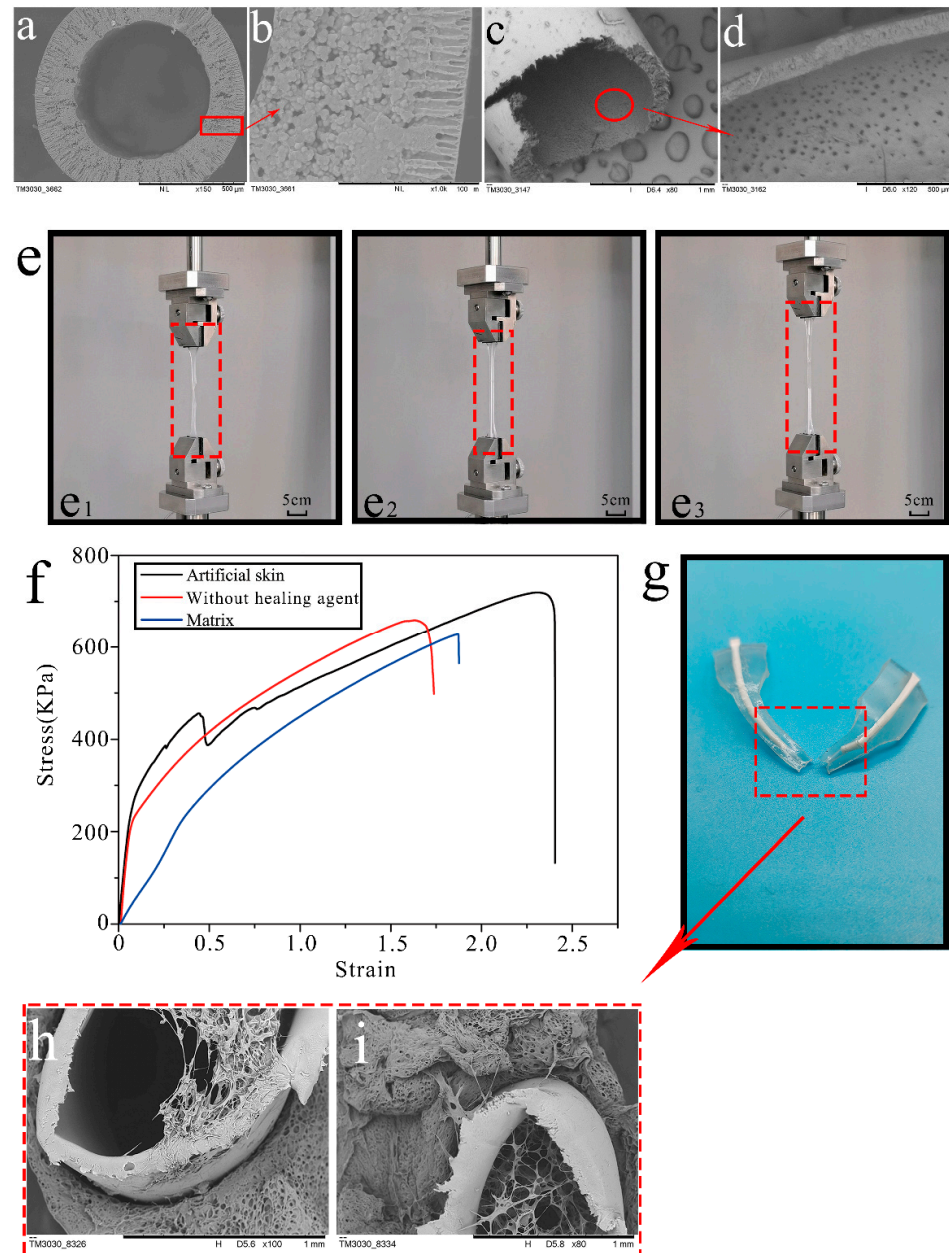 a
b
c
d
TM3030_3662 NL x150 500 μm
TM3030_3661 NL x1.0k 100 m
TM3030_3147 I D6.4 x80 1 mm
TM3030_3162 I D6.0 x120 500 μm
e
e1 5cm
e2 5cm
e3 5cm
f
g
Artificial skin
Without healing agent
Matrix
Stress(KPa)
800
600
400
200
0
0 0.5 1.0 1.5 2.0 2.5
Strain
h
i
TM3030_8326 H D5.6 x100 1 mm
TM3030_8334 H D5.8 x80 1 mm